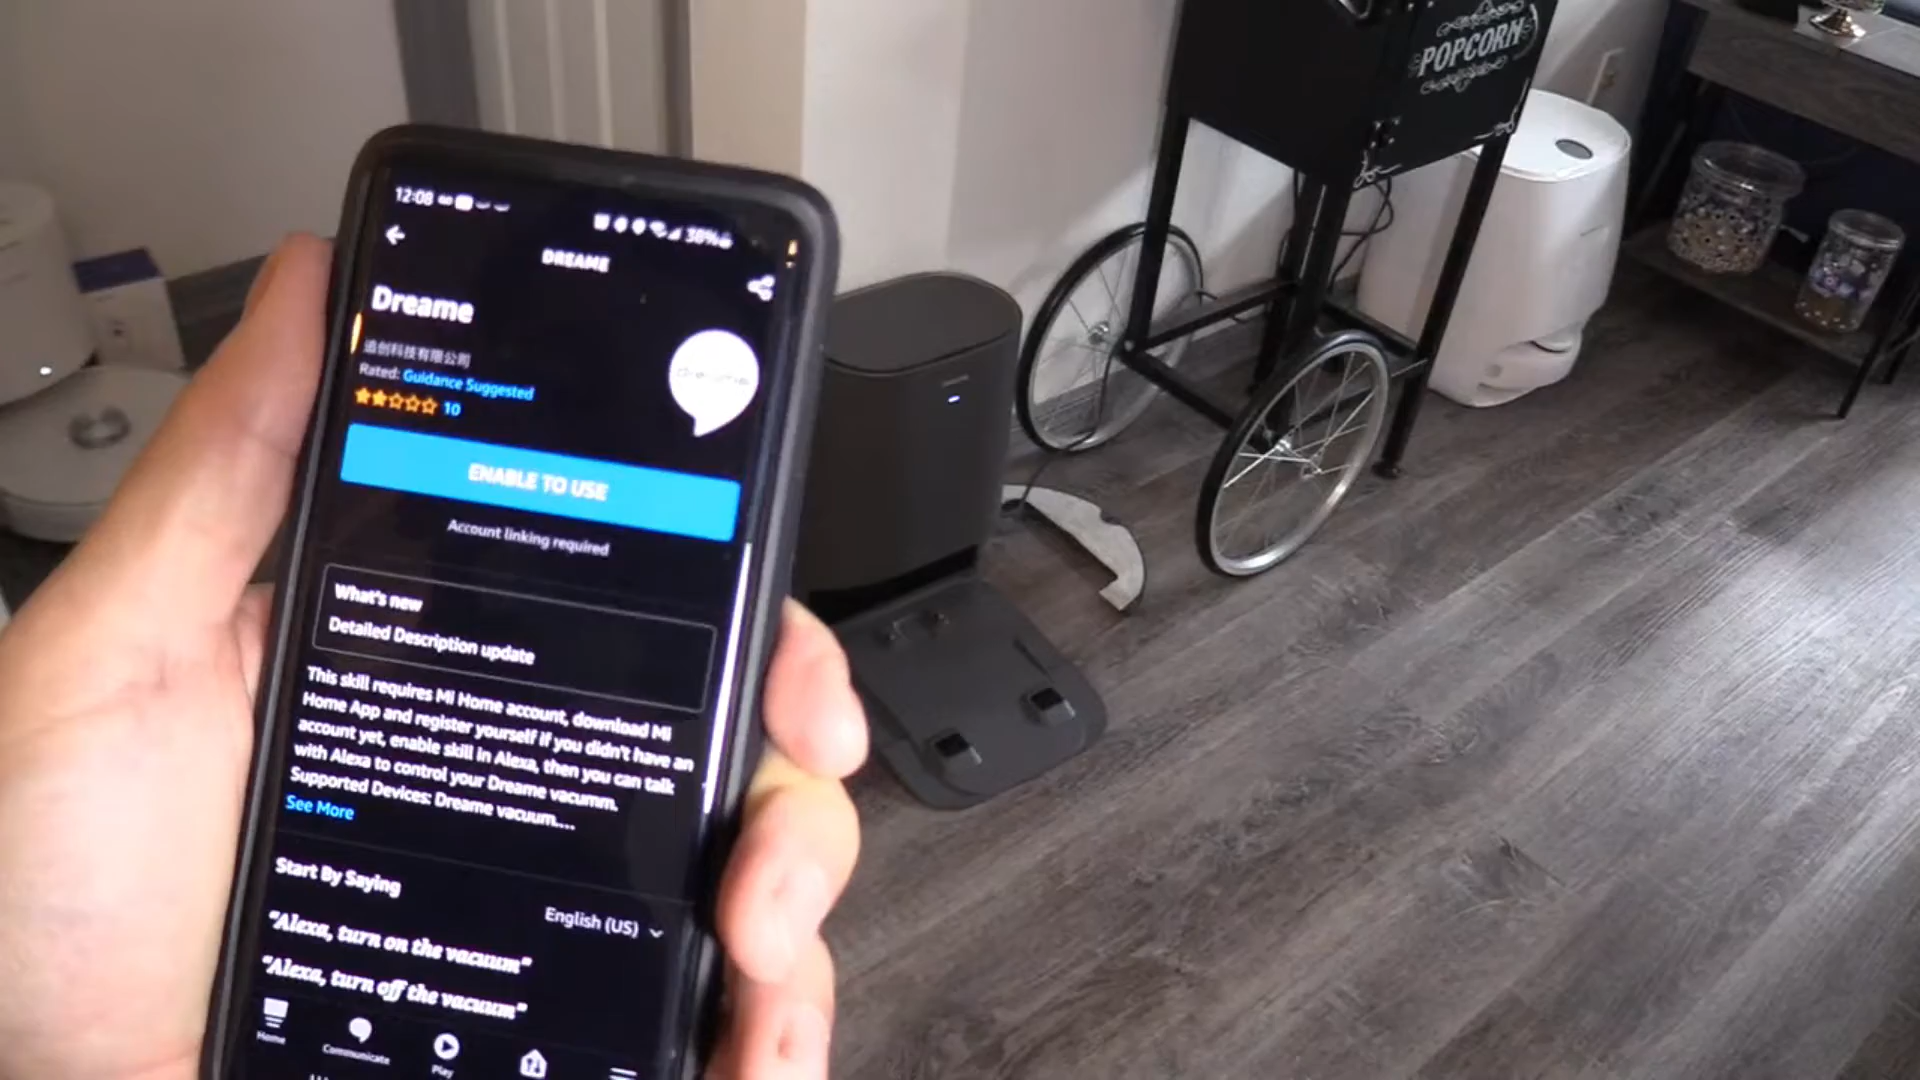 POPCORN
12:08
38%
DREAME
Dreame
追创科技有限公司
Rated: Guidance Suggested
10
dreame
ENABLE TO USE
Account linking required
What's new
Detailed Description update
This skill requires Mi Home account, download Mi
Home App and register yourself if you didn't have an
account yet, enable skill in Alexa, then you can talk
with Alexa to control your Dreame vacumm.
Supported Devices: Dreame vacuum....
See More
Start By Saying
English (US)
"Alexa, turn on the vacuum"
"Alexa, turn off the vacuum"
Home
Communicate
Play